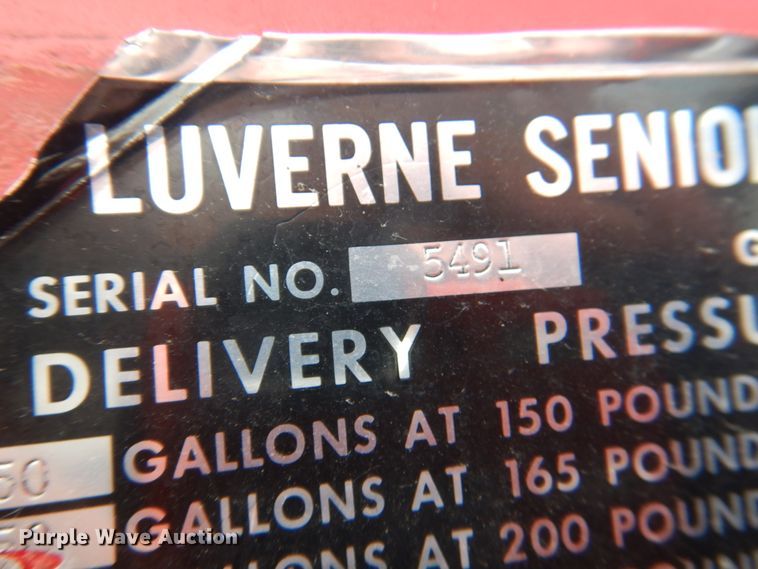 LUVERNE SENIO
SERIAL NO. 5491 G
DELIVERY PRESSU
50 GALLONS AT 150 POUND
GALLONS AT 165 POUND
GALLONS AT 200 POUND
Purple Wave Auction